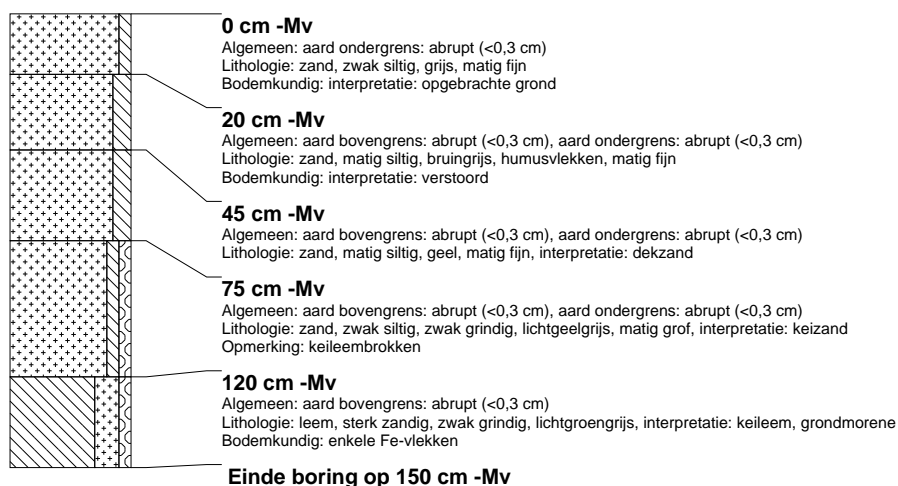 0 cm -Mv
Algemeen: aard ondergrens: abrupt (<0,3 cm)
Lithologie: zand, zwak siltig, grijs, matig fijn
Bodemkundig: interpretatie: opgebrachte grond
20 cm -Mv
Algemeen: aard bovengrens: abrupt (<0,3 cm), aard ondergrens: abrupt (<0,3 cm)
Lithologie: zand, matig siltig, bruingrijs, humusvlekken, matig fijn
Bodemkundig: interpretatie: verstoord
45 cm -Mv
Algemeen: aard bovengrens: abrupt (<0,3 cm), aard ondergrens: abrupt (<0,3 cm)
Lithologie: zand, matig siltig, geel, matig fijn, interpretatie: dekzand
75 cm -Mv
Algemeen: aard bovengrens: abrupt (<0,3 cm), aard ondergrens: abrupt (<0,3 cm)
Lithologie: zand, zwak siltig, zwak grindig, lichtgeelgrijs, matig grof, interpretatie: keizand
Opmerking: keileembrokken
120 cm -Mv
Algemeen: aard bovengrens: abrupt (<0,3 cm)
Lithologie: leem, sterk zandig, zwak grindig, lichtgroengrijs, interpretatie: keileem, grondmorene
Bodemkundig: enkele Fe-vlekken
Einde boring op 150 cm -Mv